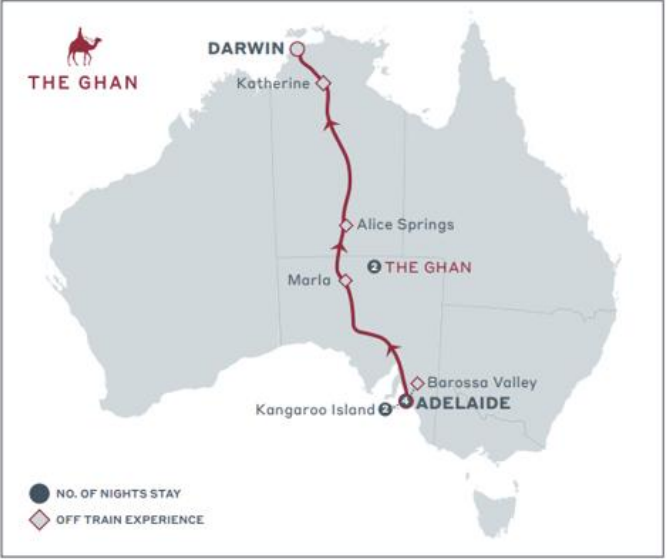 THE GHAN
DARWIN
Katherine
Alice Springs
2 THE GHAN
Marla
Barossa Valley
4 ADELAIDE
Kangaroo Island 2
NO. OF NIGHTS STAY
OFF TRAIN EXPERIENCE